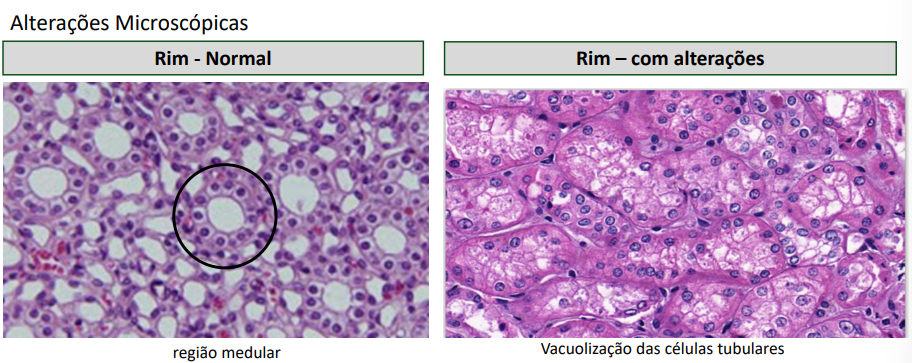 Alterações Microscópicas
Rim - Normal
Rim – com alterações
região medular
Vacuolização das células tubulares